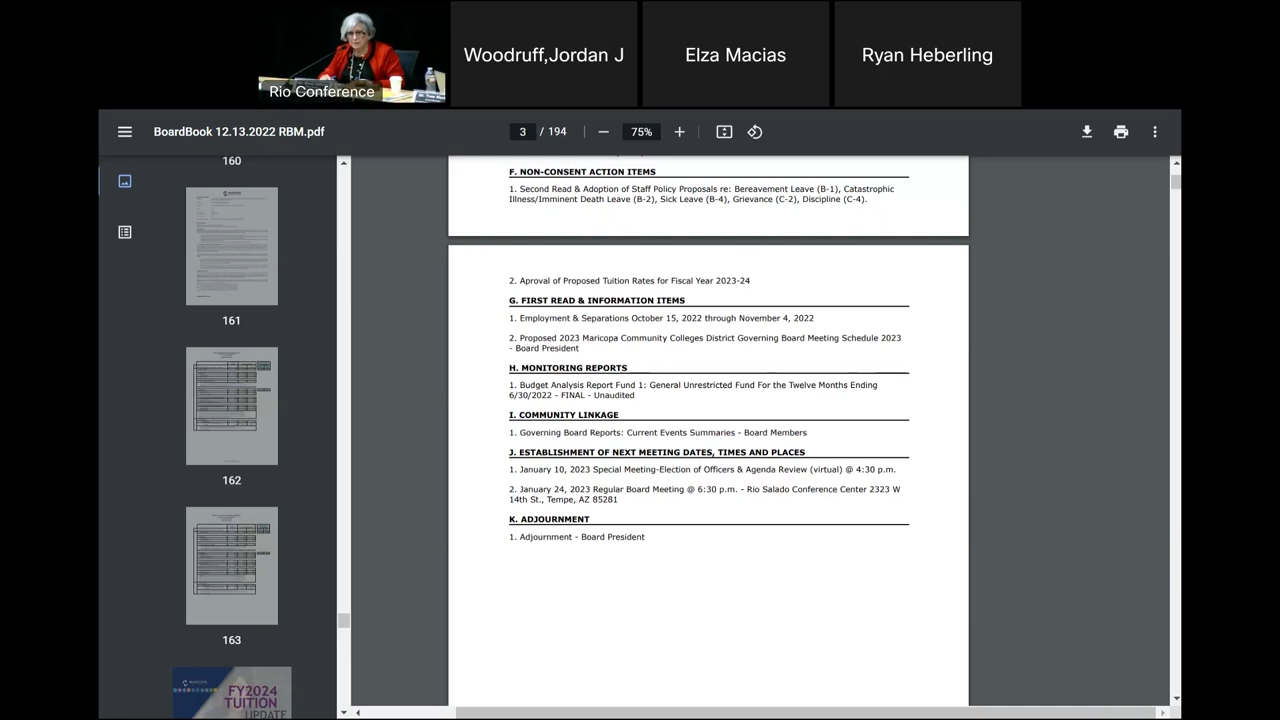 Rio Conference
Woodruff,Jordan J
Elza Macias
Ryan Heberling
BoardBook 12.13.2022 RBM.pdf
3 / 194
75%
160
161
162
163
FY2024
TUITION
UPDATE
F. NON-CONSENT ACTION ITEMS
1. Second Read & Adoption of Staff Policy Proposals re: Bereavement Leave (B-1), Catastrophic
Illness/Imminent Death Leave (B-2), Sick Leave (B-4), Grievance (C-2), Discipline (C-4).
2. Aproval of Proposed Tuition Rates for Fiscal Year 2023-24
G. FIRST READ & INFORMATION ITEMS
1. Employment & Separations October 15, 2022 through November 4, 2022
2. Proposed 2023 Maricopa Community Colleges District Governing Board Meeting Schedule 2023
- Board President
H. MONITORING REPORTS
1. Budget Analysis Report Fund 1: General Unrestricted Fund For the Twelve Months Ending
6/30/2022 - FINAL - Unaudited
I. COMMUNITY LINKAGE
1. Governing Board Reports: Current Events Summaries - Board Members
J. ESTABLISHMENT OF NEXT MEETING DATES, TIMES AND PLACES
1. January 10, 2023 Special Meeting-Election of Officers & Agenda Review (virtual) @ 4:30 p.m.
2. January 24, 2023 Regular Board Meeting @ 6:30 p.m. - Rio Salado Conference Center 2323 W
14th St., Tempe, AZ 85281
K. ADJOURNMENT
1. Adjournment - Board President